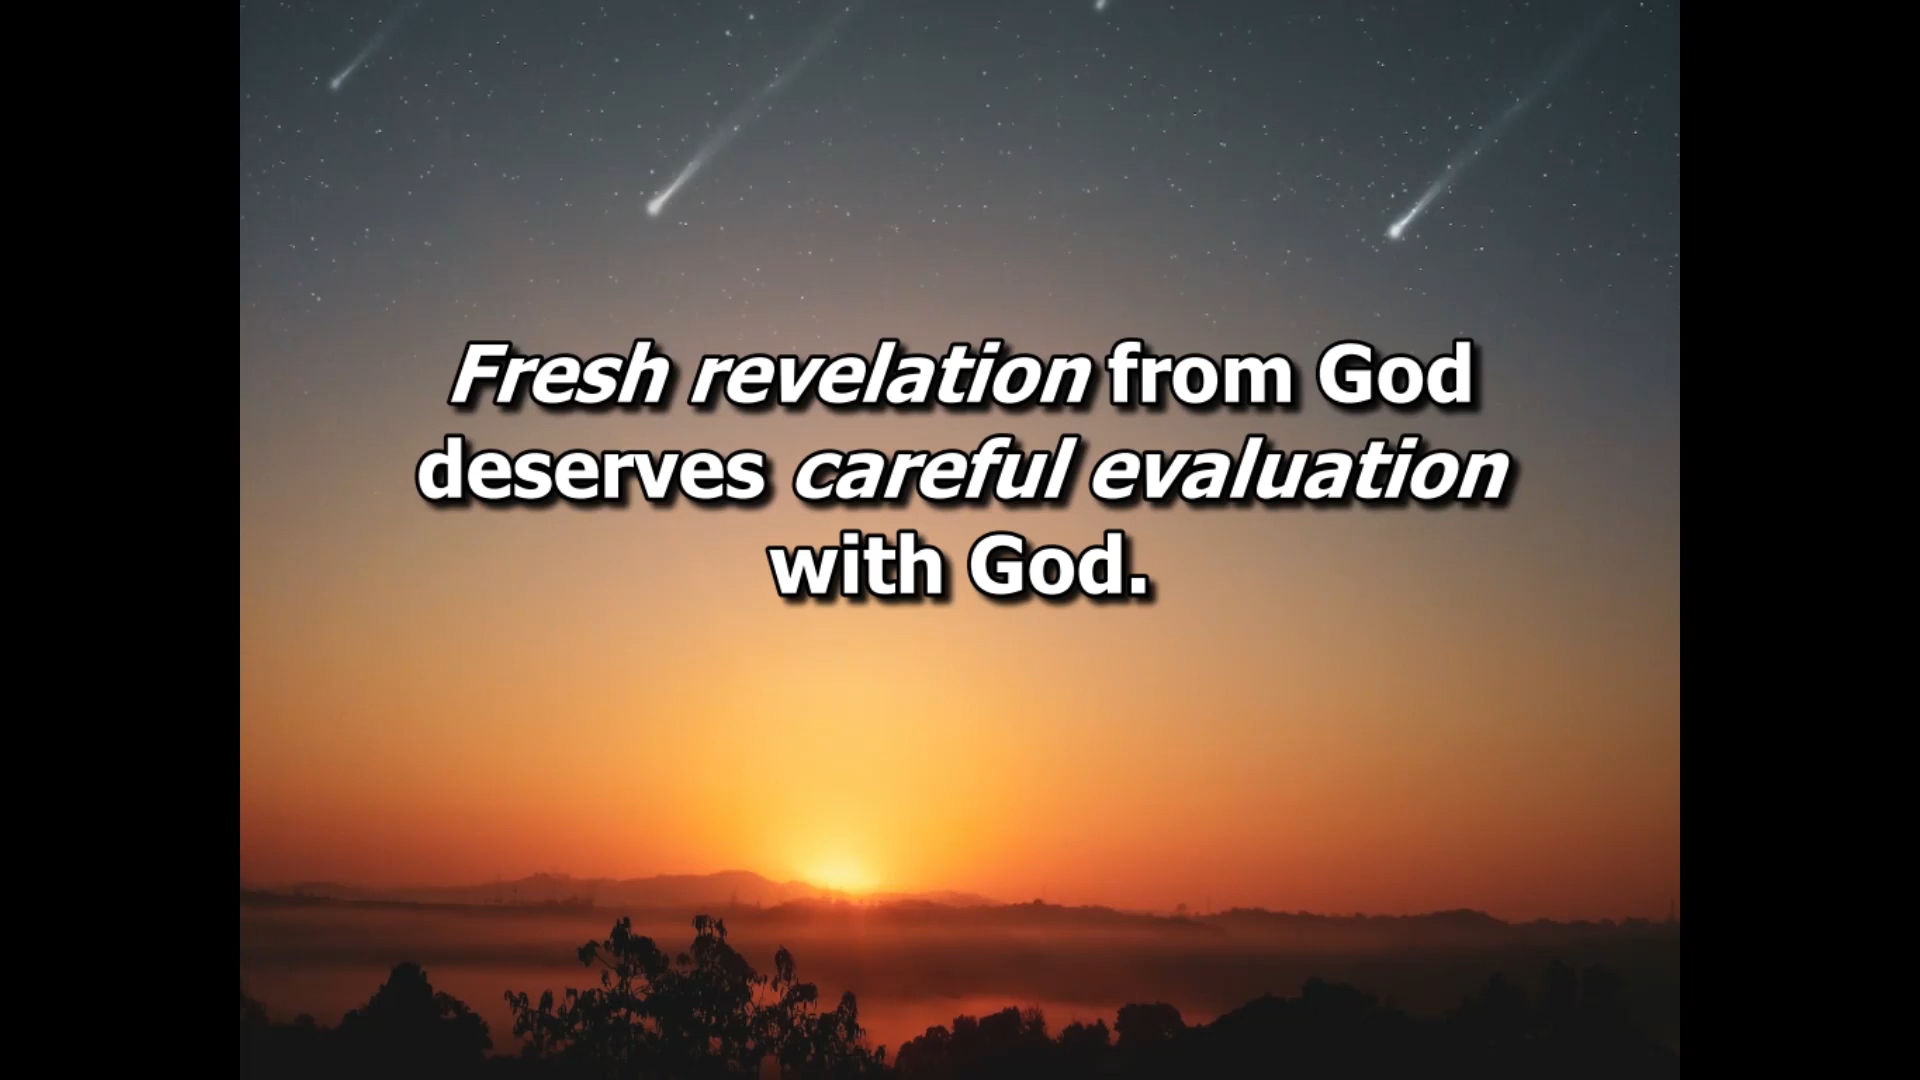 Fresh revelation from God
deserves careful evaluation
with God.